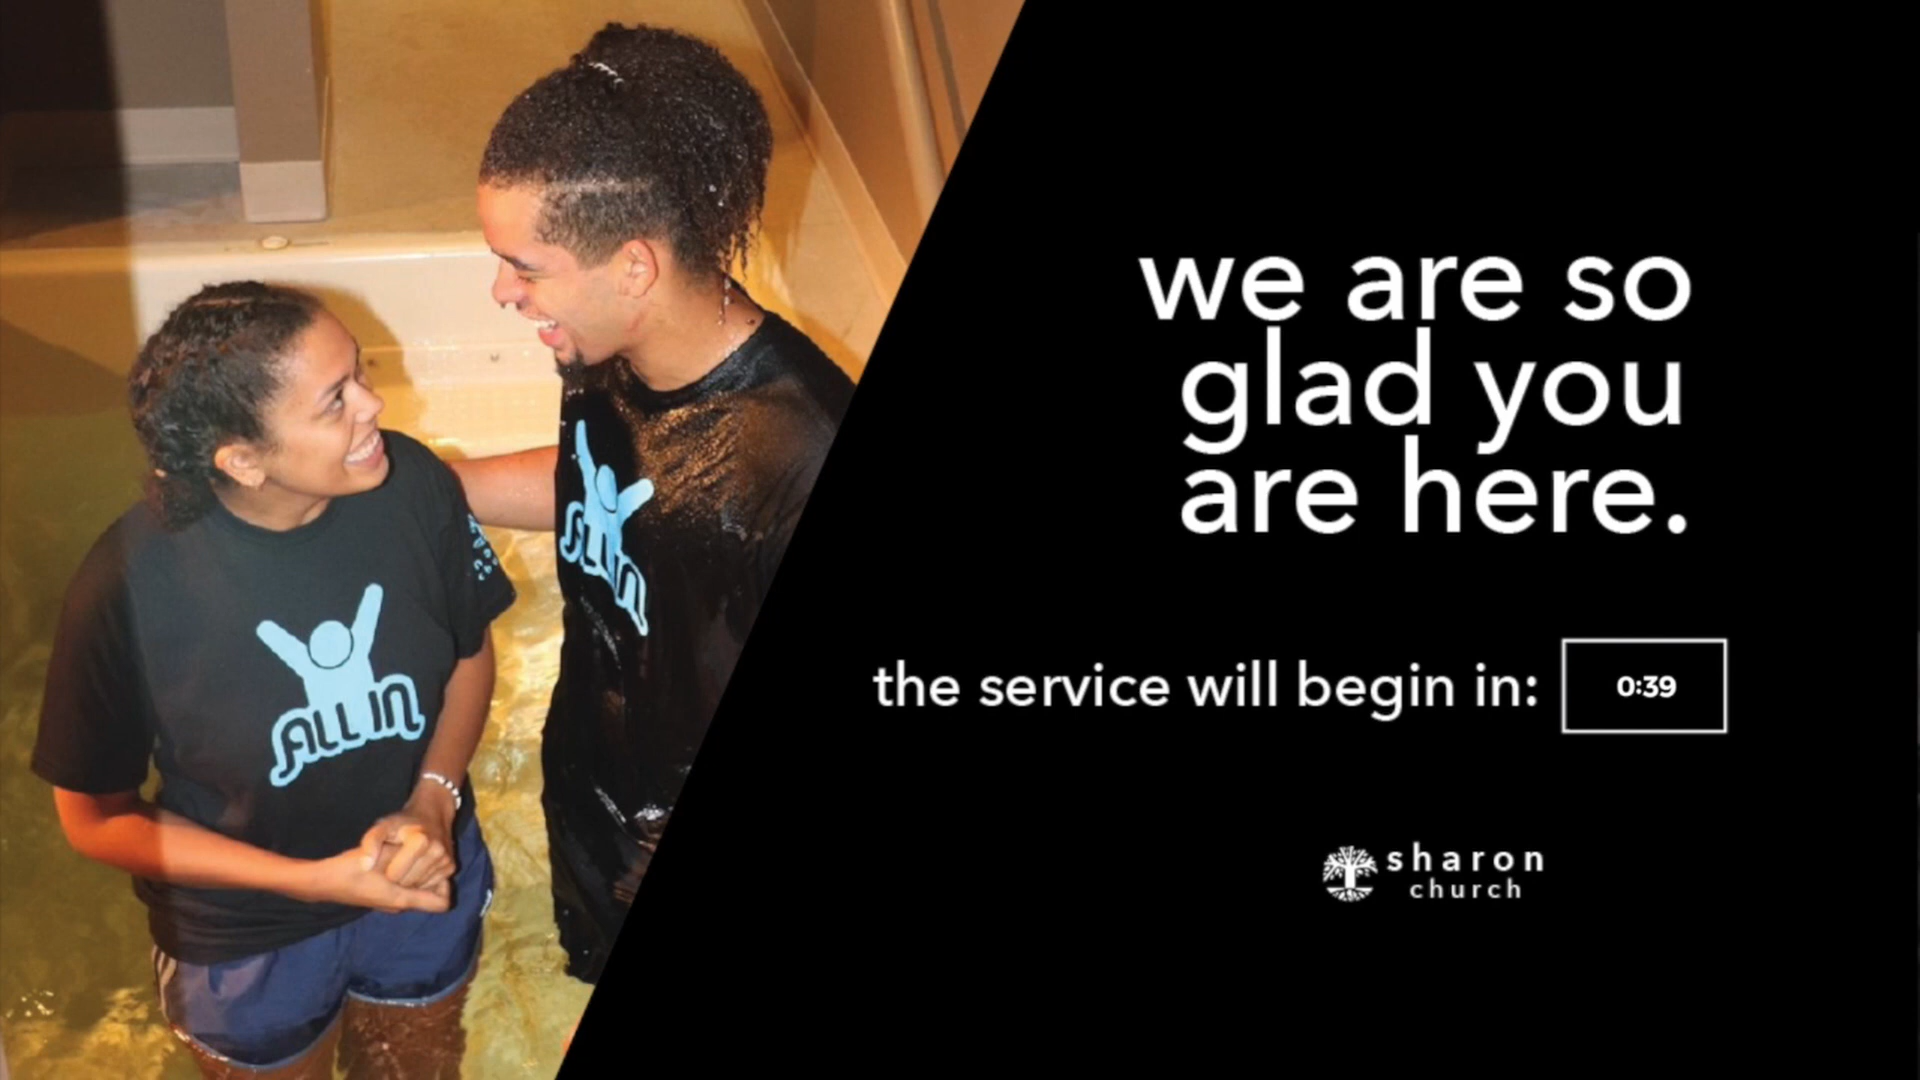 we are so
glad you
are here.
the service will begin in: 0:39
sharon
church
ALL IN
ALL IN